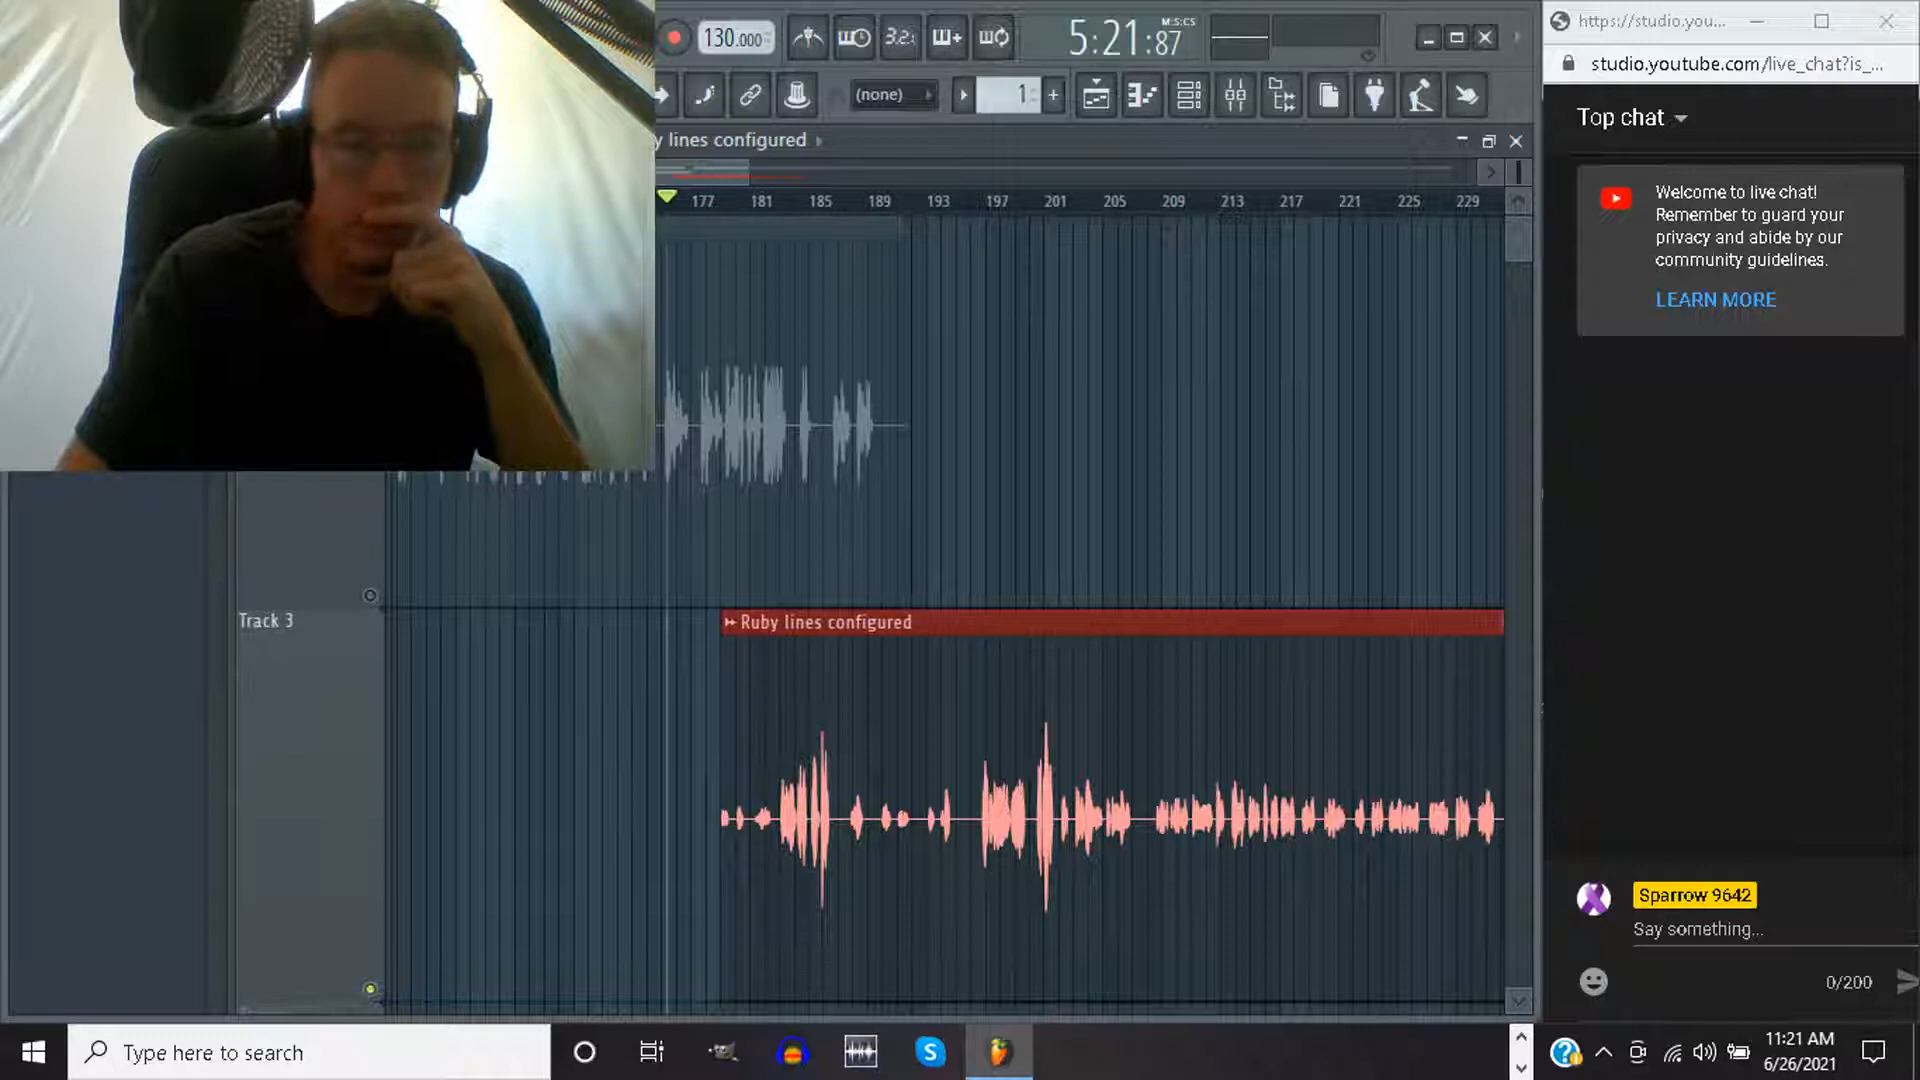 130.000
3.2:
M:S:CS
5:21:87
(none)
1
y lines configured
177 181 185 189 193 197 201 205 209 213 217 221 225 229
Track 3
Ruby lines configured
https://studio.you...
studio.youtube.com/live_chat?is_...
Top chat
Welcome to live chat!
Remember to guard your
privacy and abide by our
community guidelines.
LEARN MORE
Sparrow 9642
Say something...
0/200
Type here to search
11:21 AM
6/26/2021